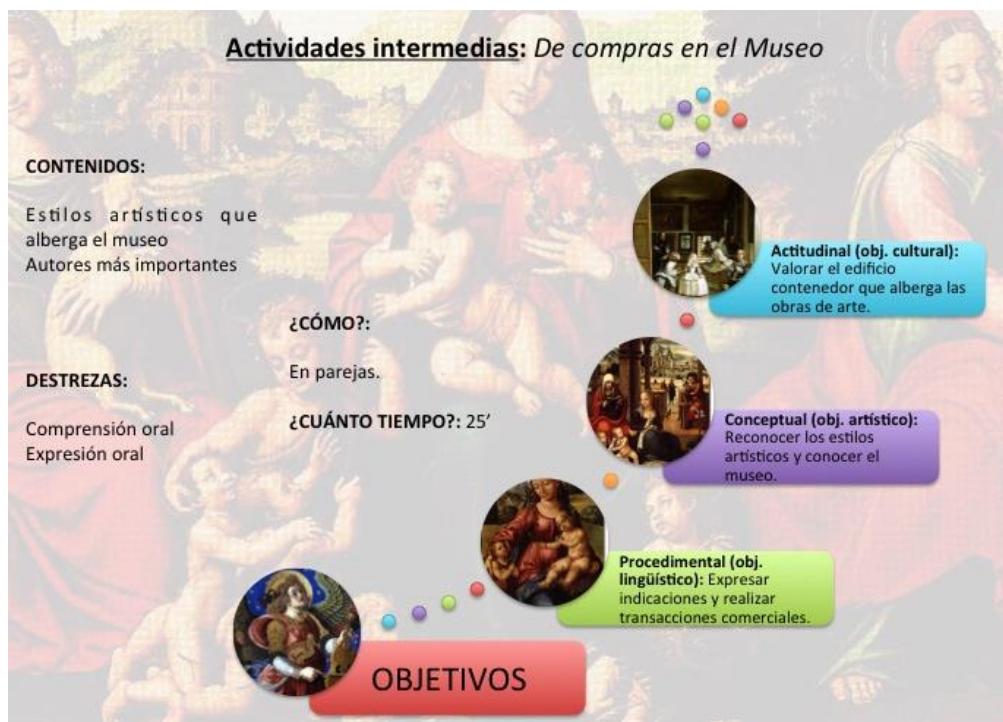 Actividades intermedias: De compras en el Museo
CONTENIDOS:
Estilos artísticos que
alberga el museo
Autores más importantes
DESTREZAS:
Comprensión oral
Expresión oral
¿CÓMO?:
En parejas.
¿CUÁNTO TIEMPO?: 25’
Actitudinal (obj. cultural):
Valorar el edificio
contenedor que alberga las
obras de arte.
Conceptual (obj. artístico):
Reconocer los estilos
artísticos y conocer el
museo.
Procedimental (obj.
lingüístico): Expresar
indicaciones y realizar
transacciones comerciales.
OBJETIVOS